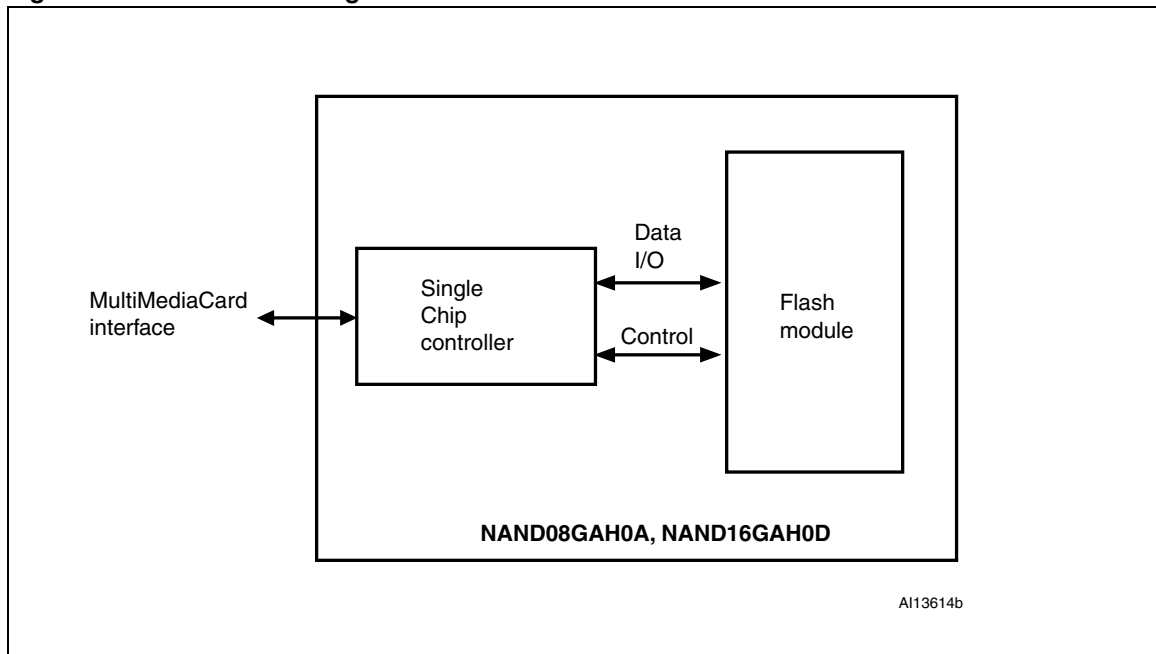 MultiMediaCard
interface
Single
Chip
controller
Data
I/O
Control
Flash
module
NAND08GAH0A, NAND16GAH0D
AI13614b